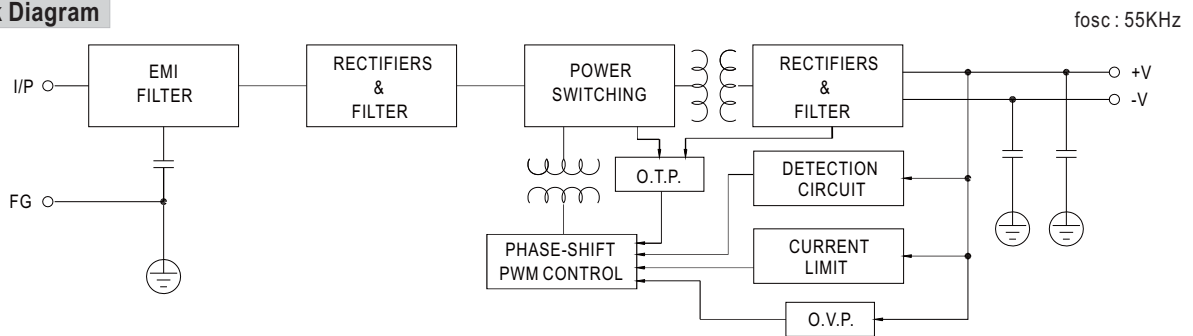 Diagram
fosc : 55KHz
I/P
EMI
FILTER
RECTIFIERS
&
FILTER
POWER
SWITCHING
RECTIFIERS
&
FILTER
+V
-V
O.T.P.
DETECTION
CIRCUIT
FG
PHASE-SHIFT
PWM CONTROL
CURRENT
LIMIT
O.V.P.